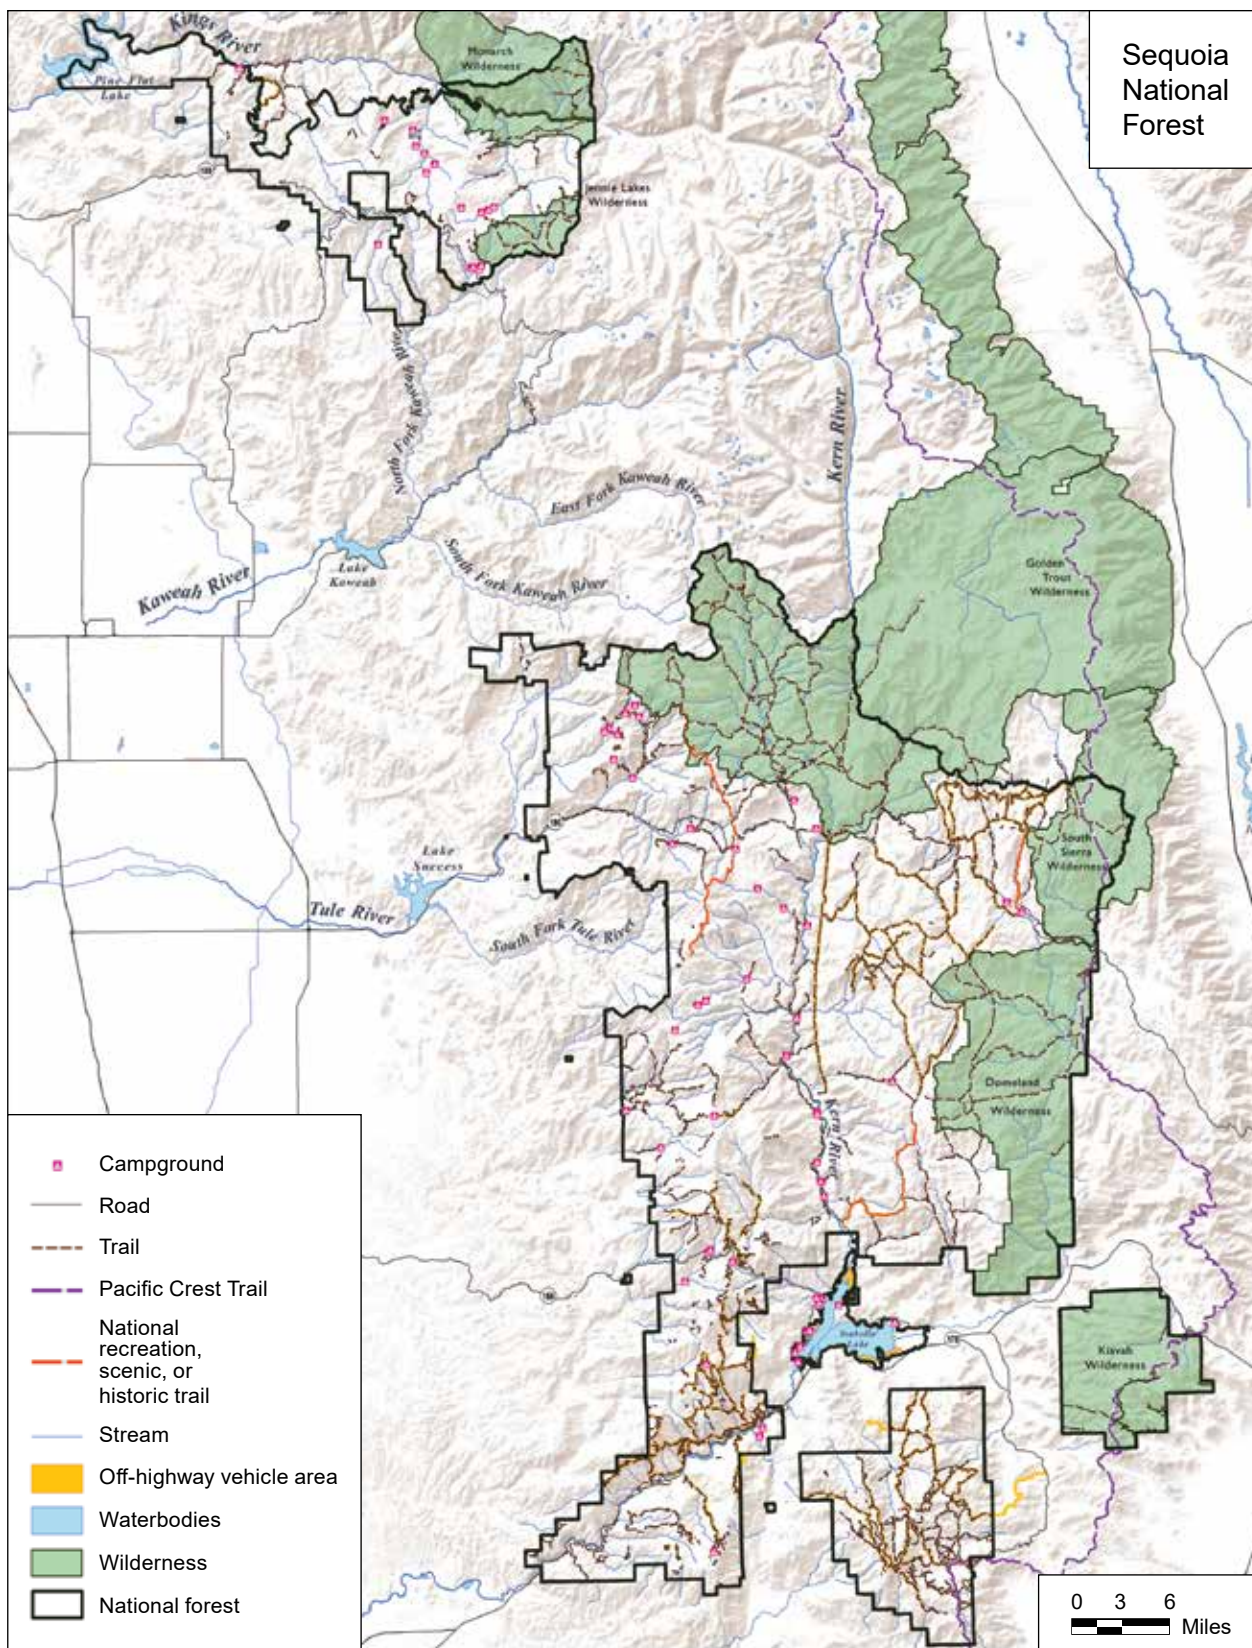 Sequoia
National
Forest
Kings River
Pine Flat
Lake
Monarch
Wilderness
180
Jennie Lakes
Wilderness
North Fork Kaweah River
Kern River
East Fork Kaweah River
South Fork Kaweah River
Lake
Kaweah
Kaweah River
Golden
Trout
Wilderness
190
Lake
Success
Tule River
South Fork Tule River
South
Sierra
Wilderness
Domeland
Wilderness
Kern River
178
Lake
Kiavah
Wilderness
Campground
Road
Trail
Pacific Crest Trail
National
recreation,
scenic, or
historic trail
Stream
Off-highway vehicle area
Waterbodies
Wilderness
National forest
0 3 6
Miles